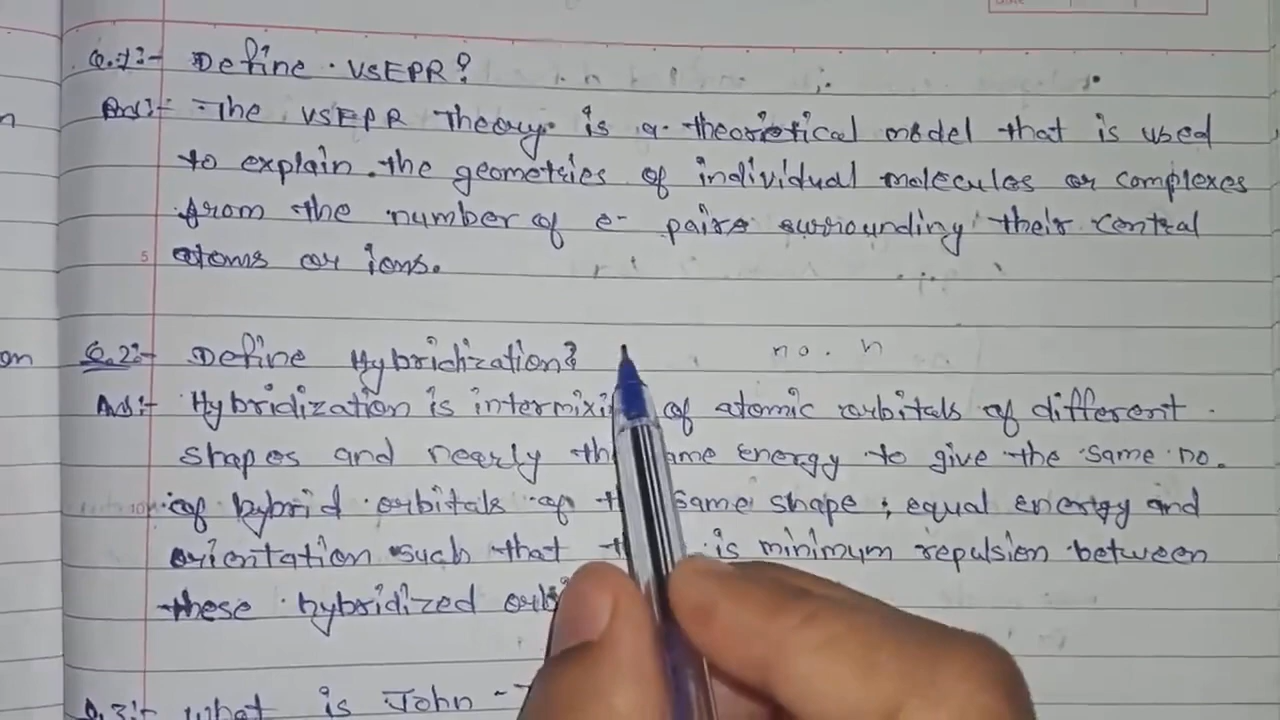 Q.1:- Define VSEPR?
Ans:- The VSEPR Theory is a theoretical model that is used
to explain the geometries of individual molecules or complexes
from the number of e- pairs surrounding their central
5 atoms or ions.
on Q.2:- Define Hybridization? no. n
Ans:- Hybridization is intermixi of atomic orbitals of different
shapes and nearly th ame energy to give the same no.
10 of hybrid orbitals of same shape ; equal energy and
orientation such that is minimum repulsion between
these hybridized
Q.3:- What is John -